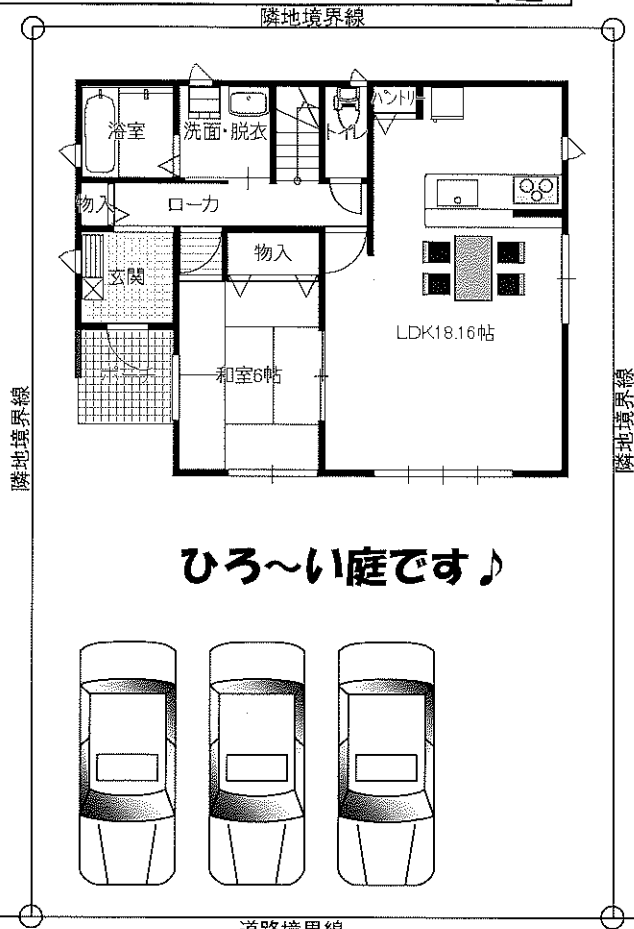 隣地境界線
浴室
洗面・脱衣
トイレ
パントリー
物入
ローカ
玄関
物入
LDK18.16帖
ポーチ
和室6帖
隣地境界線
隣地境界線
ひろ～い庭です♪
道路境界線